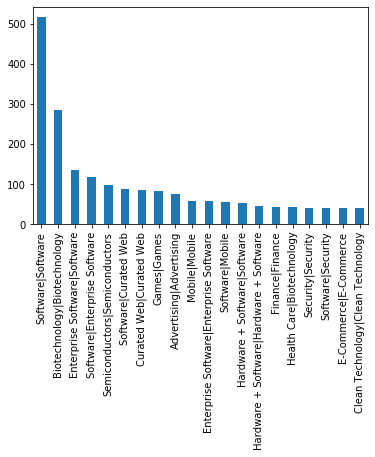 500
400
300
200
100
0
Software|Software
Biotechnology|Biotechnology
Enterprise Software|Software
Software|Enterprise Software
Semiconductors|Semiconductors
Software|Curated Web
Curated Web|Curated Web
Games|Games
Advertising|Advertising
Mobile|Mobile
Enterprise Software|Enterprise Software
Software|Mobile
Hardware + Software|Software
Hardware + Software|Hardware + Software
Finance|Finance
Health Care|Biotechnology
Security|Security
Software|Security
E-Commerce|E-Commerce
Clean Technology|Clean Technology